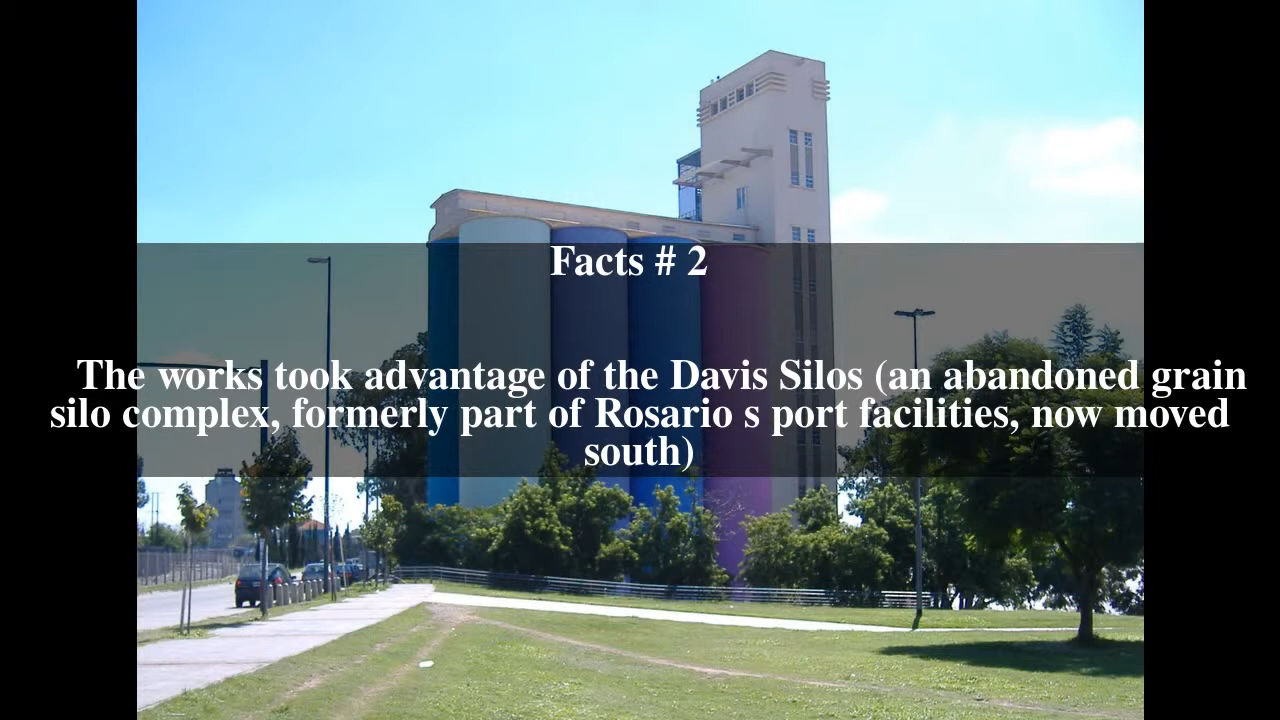 Facts # 2
The works took advantage of the Davis Silos (an abandoned grain
silo complex, formerly part of Rosario s port facilities, now moved
south)